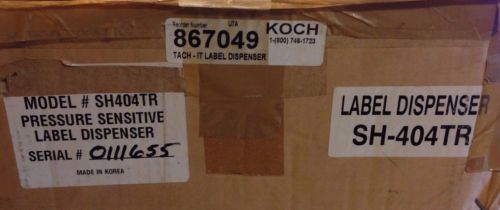 Reorder Number U7A
867049 KOCH
1-(800) 746-1723
TACH - IT LABEL DISPENSER
MODEL # SH404TR
PRESSURE SENSITIVE
LABEL DISPENSER
SERIAL # 0111655
MADE IN KOREA
LABEL DISPENSER
SH-404TR